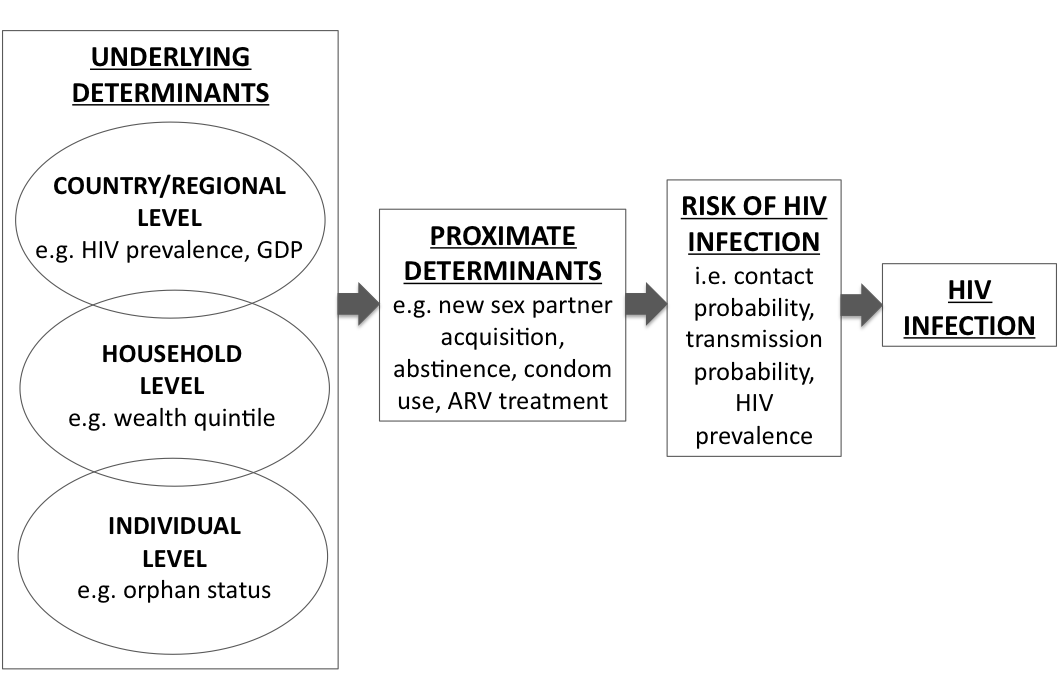 UNDERLYING
DETERMINANTS
COUNTRY/REGIONAL
LEVEL
e.g. HIV prevalence, GDP
HOUSEHOLD
LEVEL
e.g. wealth quintile
INDIVIDUAL
LEVEL
e.g. orphan status
PROXIMATE
DETERMINANTS
e.g. new sex partner
acquisition,
abstinence, condom
use, ARV treatment
RISK OF HIV
INFECTION
i.e. contact
probability,
transmission
probability,
HIV
prevalence
HIV
INFECTION